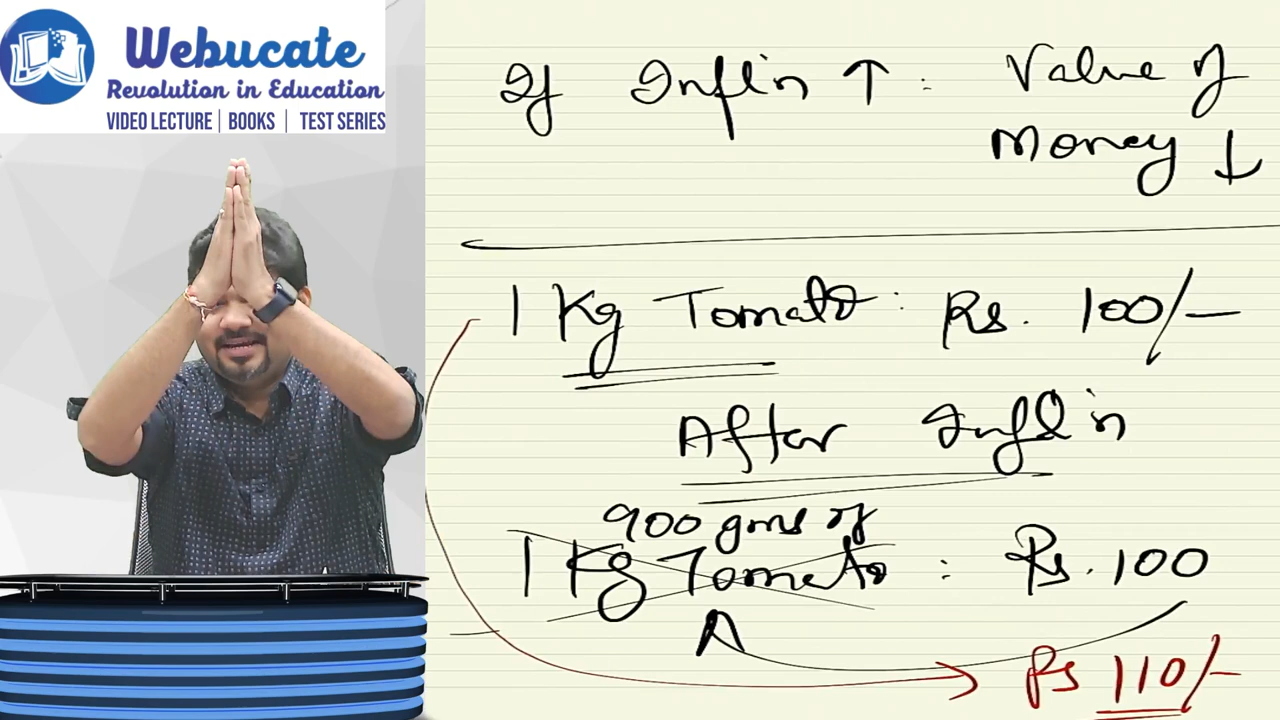 Webucate
Revolution in Education
VIDEO LECTURE | BOOKS | TEST SERIES
If Infl'n ↑ : Value of
Money ↓
1 Kg Tomato : Rs. 100/-
After Infl'n
900 gms of
1 Kg Tomato : Rs. 100
A
Rs 110/-